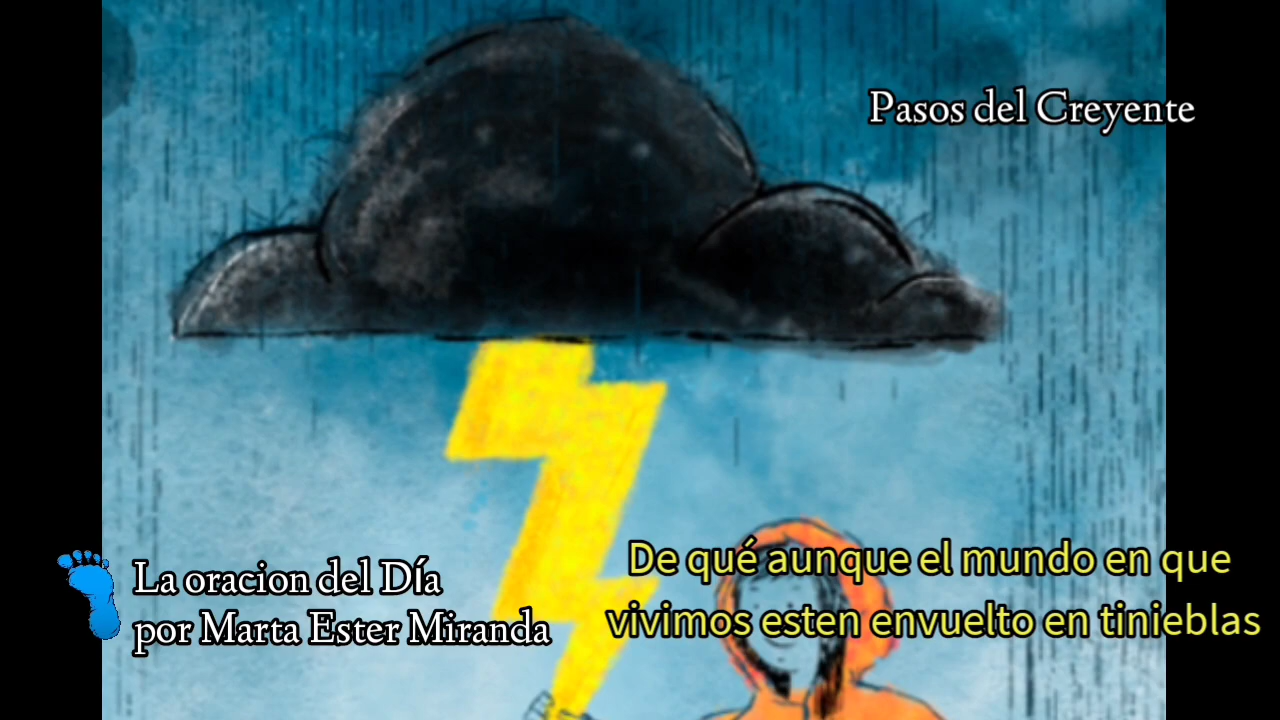 Pasos del Creyente
La oracion del Día
por Marta Ester Miranda
De qué aunque el mundo en que
vivimos esten envuelto en tinieblas